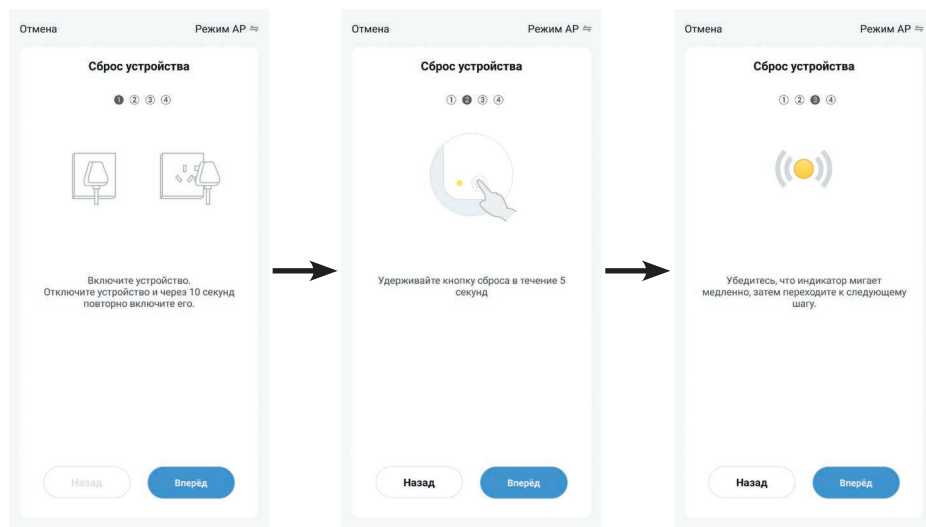 Отмена
Режим AP ⇋
Сброс устройства
1 2 3 4
Включите устройство.
Отключите устройство и через 10 секунд
повторно включите его.
Назад
Вперёд
Отмена
Режим AP ⇋
Сброс устройства
1 2 3 4
Удерживайте кнопку сброса в течение 5
секунд
Назад
Вперёд
Отмена
Режим AP ⇋
Сброс устройства
1 2 3 4
Убедитесь, что индикатор мигает
медленно, затем переходите к следующему
шагу.
Назад
Вперёд